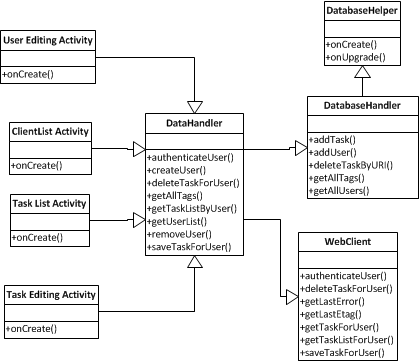 User Editing Activity
+onCreate()
ClientList Activity
+onCreate()
Task List Activity
+onCreate()
Task Editing Activity
+onCreate()
DataHandler
+authenticateUser()
+createUser()
+deleteTaskForUser()
+getAllTags()
+getTaskListByUser()
+getUserList()
+removeUser()
+saveTaskForUser()
DatabaseHelper
+onCreate()
+onUpgrade()
DatabaseHandler
+addTask()
+addUser()
+deleteTaskByURI()
+getAllTags()
+getAllUsers()
WebClient
+authenticateUser()
+deleteTaskForUser()
+getLastError()
+getLastEtag()
+getTaskForUser()
+getTaskListForUser()
+saveTaskForUser()